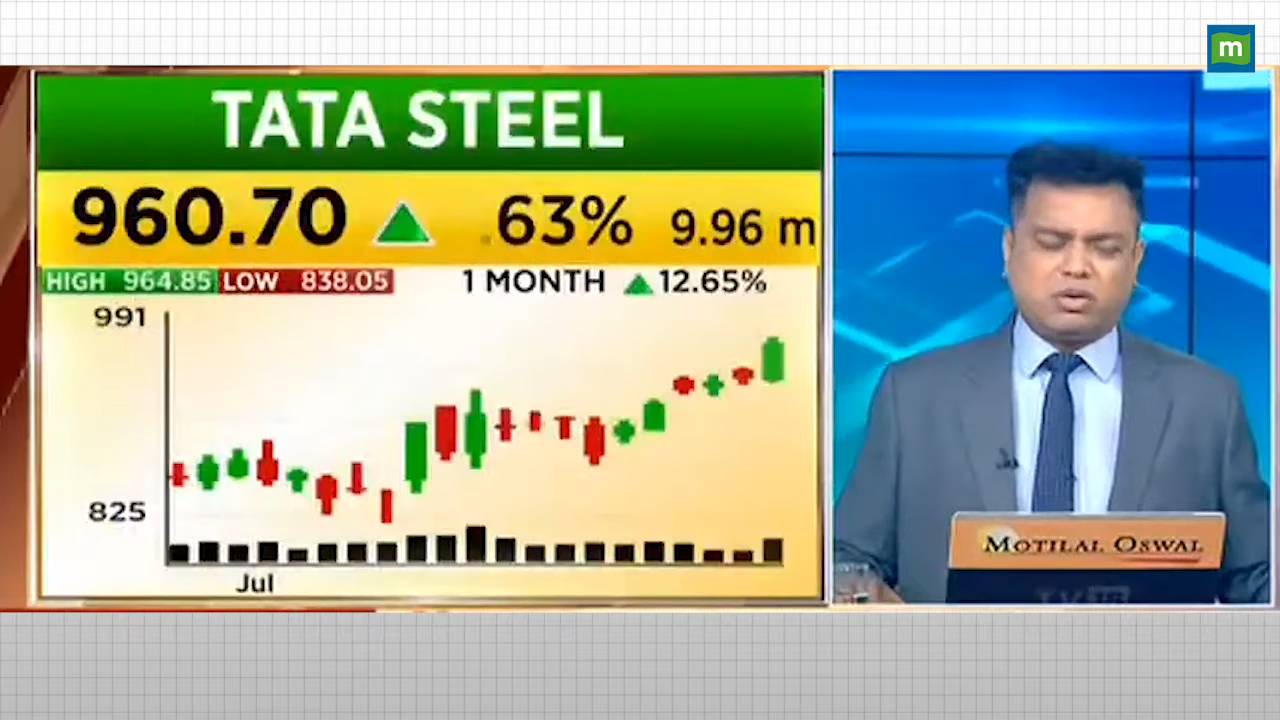 m
TATA STEEL
960.70 ▲ .63% 9.96 m
HIGH 964.85 LOW 838.05 1 MONTH ▲ 12.65%
991
825
Jul
MOTILAL OSWAL